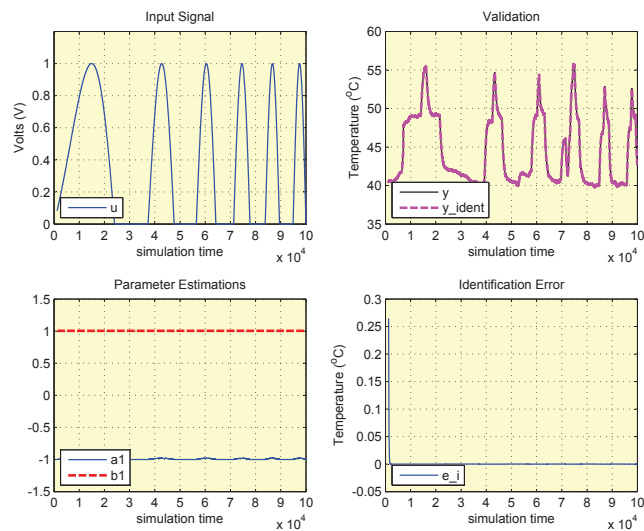 Input Signal
Volts (V)
1
0.8
0.6
0.4
0.2
0
u
0 1 2 3 4 5 6 7 8 9 10
simulation time
x 10^4
Validation
Temperature (°C)
60
55
50
45
40
35
y
y_ident
0 1 2 3 4 5 6 7 8 9 10
simulation time
x 10^4
Parameter Estimations
1.5
1
0.5
0
-0.5
-1
-1.5
a1
b1
0 1 2 3 4 5 6 7 8 9 10
simulation time
x 10^4
Identification Error
Temperature (°C)
0.3
0.25
0.2
0.15
0.1
0.05
0
-0.05
e_i
0 1 2 3 4 5 6 7 8 9 10
simulation time
x 10^4